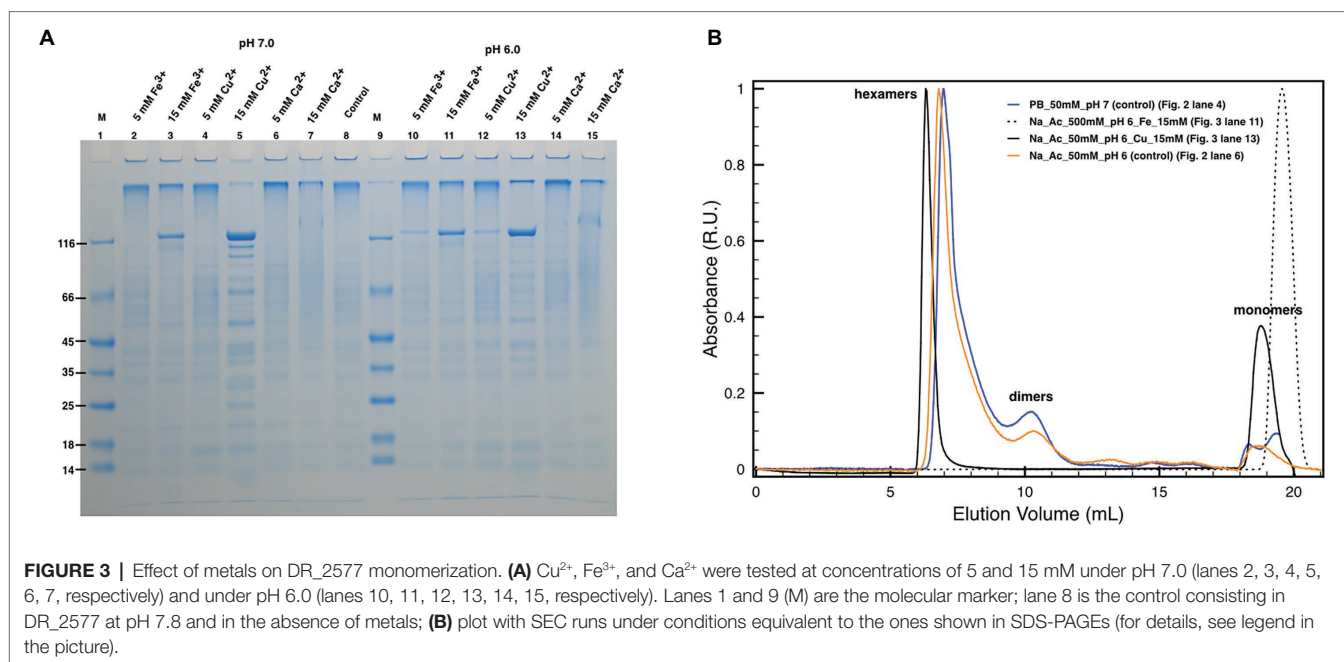 A
pH 7.0
pH 6.0
M
5 mM Fe3+
15 mM Fe3+
5 mM Cu2+
15 mM Cu2+
5 mM Ca2+
15 mM Ca2+
Control
M
5 mM Fe3+
15 mM Fe3+
5 mM Cu2+
15 mM Cu2+
5 mM Ca2+
15 mM Ca2+
1 2 3 4 5 6 7 8 9 10 11 12 13 14 15
116
66
45
35
25
18
14
B
hexamers
dimers
monomers
PB_50mM_pH 7 (control) (Fig. 2 lane 4)
Na_Ac_500mM_pH 6_Fe_15mM (Fig. 3 lane 11)
Na_Ac_50mM_pH 6_Cu_15mM (Fig. 3 lane 13)
Na_Ac_50mM_pH 6 (control) (Fig. 2 lane 6)
Absorbance (R.U.)
1
0.8
0.6
0.4
0.2
0
0 5 10 15 20
Elution Volume (mL)
FIGURE 3 | Effect of metals on DR_2577 monomerization. (A) Cu2+, Fe3+, and Ca2+ were tested at concentrations of 5 and 15 mM under pH 7.0 (lanes 2, 3, 4, 5,
6, 7, respectively) and under pH 6.0 (lanes 10, 11, 12, 13, 14, 15, respectively). Lanes 1 and 9 (M) are the molecular marker; lane 8 is the control consisting in
DR_2577 at pH 7.8 and in the absence of metals; (B) plot with SEC runs under conditions equivalent to the ones shown in SDS-PAGEs (for details, see legend in
the picture).